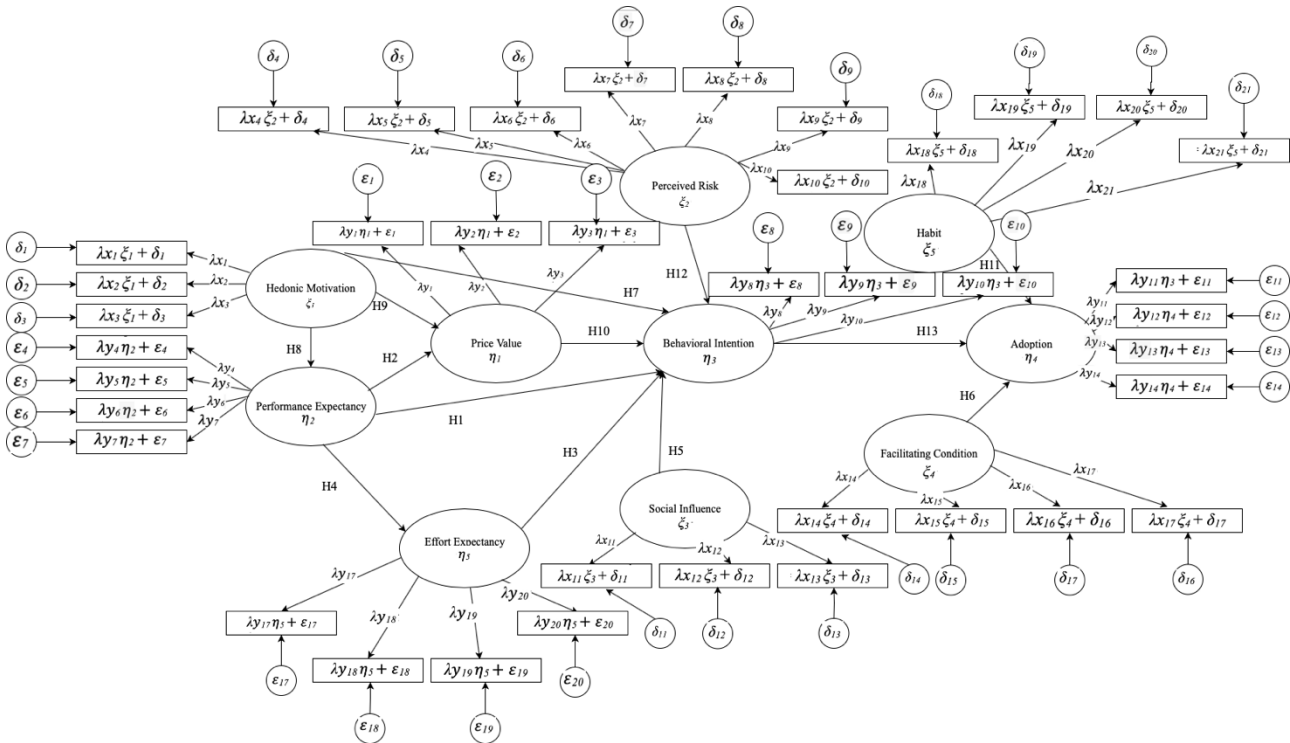 δ7
δ8
δ19
δ20
δ4
δ5
δ6
δ9
δ18
δ21
λx7 ξ2 + δ7
λx8 ξ2 + δ8
λx4 ξ2 + δ4
λx5 ξ2 + δ5
λx6 ξ2 + δ6
λx9 ξ2 + δ9
λx19 ξ5 + δ19
λx20 ξ5 + δ20
λx18 ξ5 + δ18
λx21 ξ5 + δ21
λx4
λx5
λx6
λx7
λx8
λx9
λx10
λx18
λx19
λx20
λx21
λx10 ξ2 + δ10
Perceived Risk
ξ2
ε1
ε2
ε3
λy1 η1 + ε1
λy2 η1 + ε2
λy3 η1 + ε3
Habit
ξ5
ε8
ε9
ε10
δ1
λx1 ξ1 + δ1
λx1
δ2
λx2 ξ1 + δ2
λx2
δ3
λx3 ξ1 + δ3
λx3
Hedonic Motivation
ξ1
λy1
λy2
λy3
H7
H12
H11
λy8 η3 + ε8
λy9 η3 + ε9
λy10 η3 + ε10
λy8
λy9
λy10
λy11 η3 + ε11
ε11
λy12 η4 + ε12
ε12
λy13 η4 + ε13
ε13
λy14 η4 + ε14
ε14
λy11
λy12
λy13
λy14
H9
H8
H2
Price Value
η1
H10
Behavioral Intention
η3
H13
Adoption
η4
ε4
λy4 η2 + ε4
λy4
ε5
λy5 η2 + ε5
λy5
ε6
λy6 η2 + ε6
λy6
ε7
λy7 η2 + ε7
λy7
Performance Expectancy
η2
H1
H3
H5
H6
H4
Facilitating Condition
ξ4
λx14
λx15
λx16
λx17
Social Influence
ξ3
λx14 ξ4 + δ14
λx15 ξ4 + δ15
λx16 ξ4 + δ16
λx17 ξ4 + δ17
Effort Expectancy
η5
λx11
λx12
λx13
λx11 ξ3 + δ11
λx12 ξ3 + δ12
λx13 ξ3 + δ13
δ14
δ15
δ17
δ16
λy17
λy18
λy19
λy20
λy17 η5 + ε17
λy20 η5 + ε20
δ11
δ12
δ13
λy18 η5 + ε18
λy19 η5 + ε19
ε17
ε20
ε18
ε19